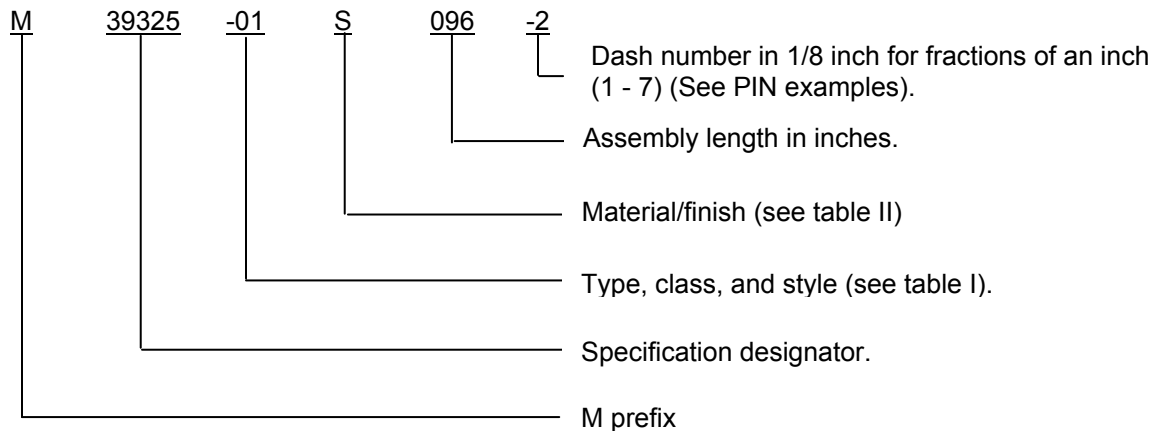 M 39325 -01 S 096 -2
Dash number in 1/8 inch for fractions of an inch
(1 - 7) (See PIN examples).
Assembly length in inches.
Material/finish (see table II)
Type, class, and style (see table I).
Specification designator.
M prefix